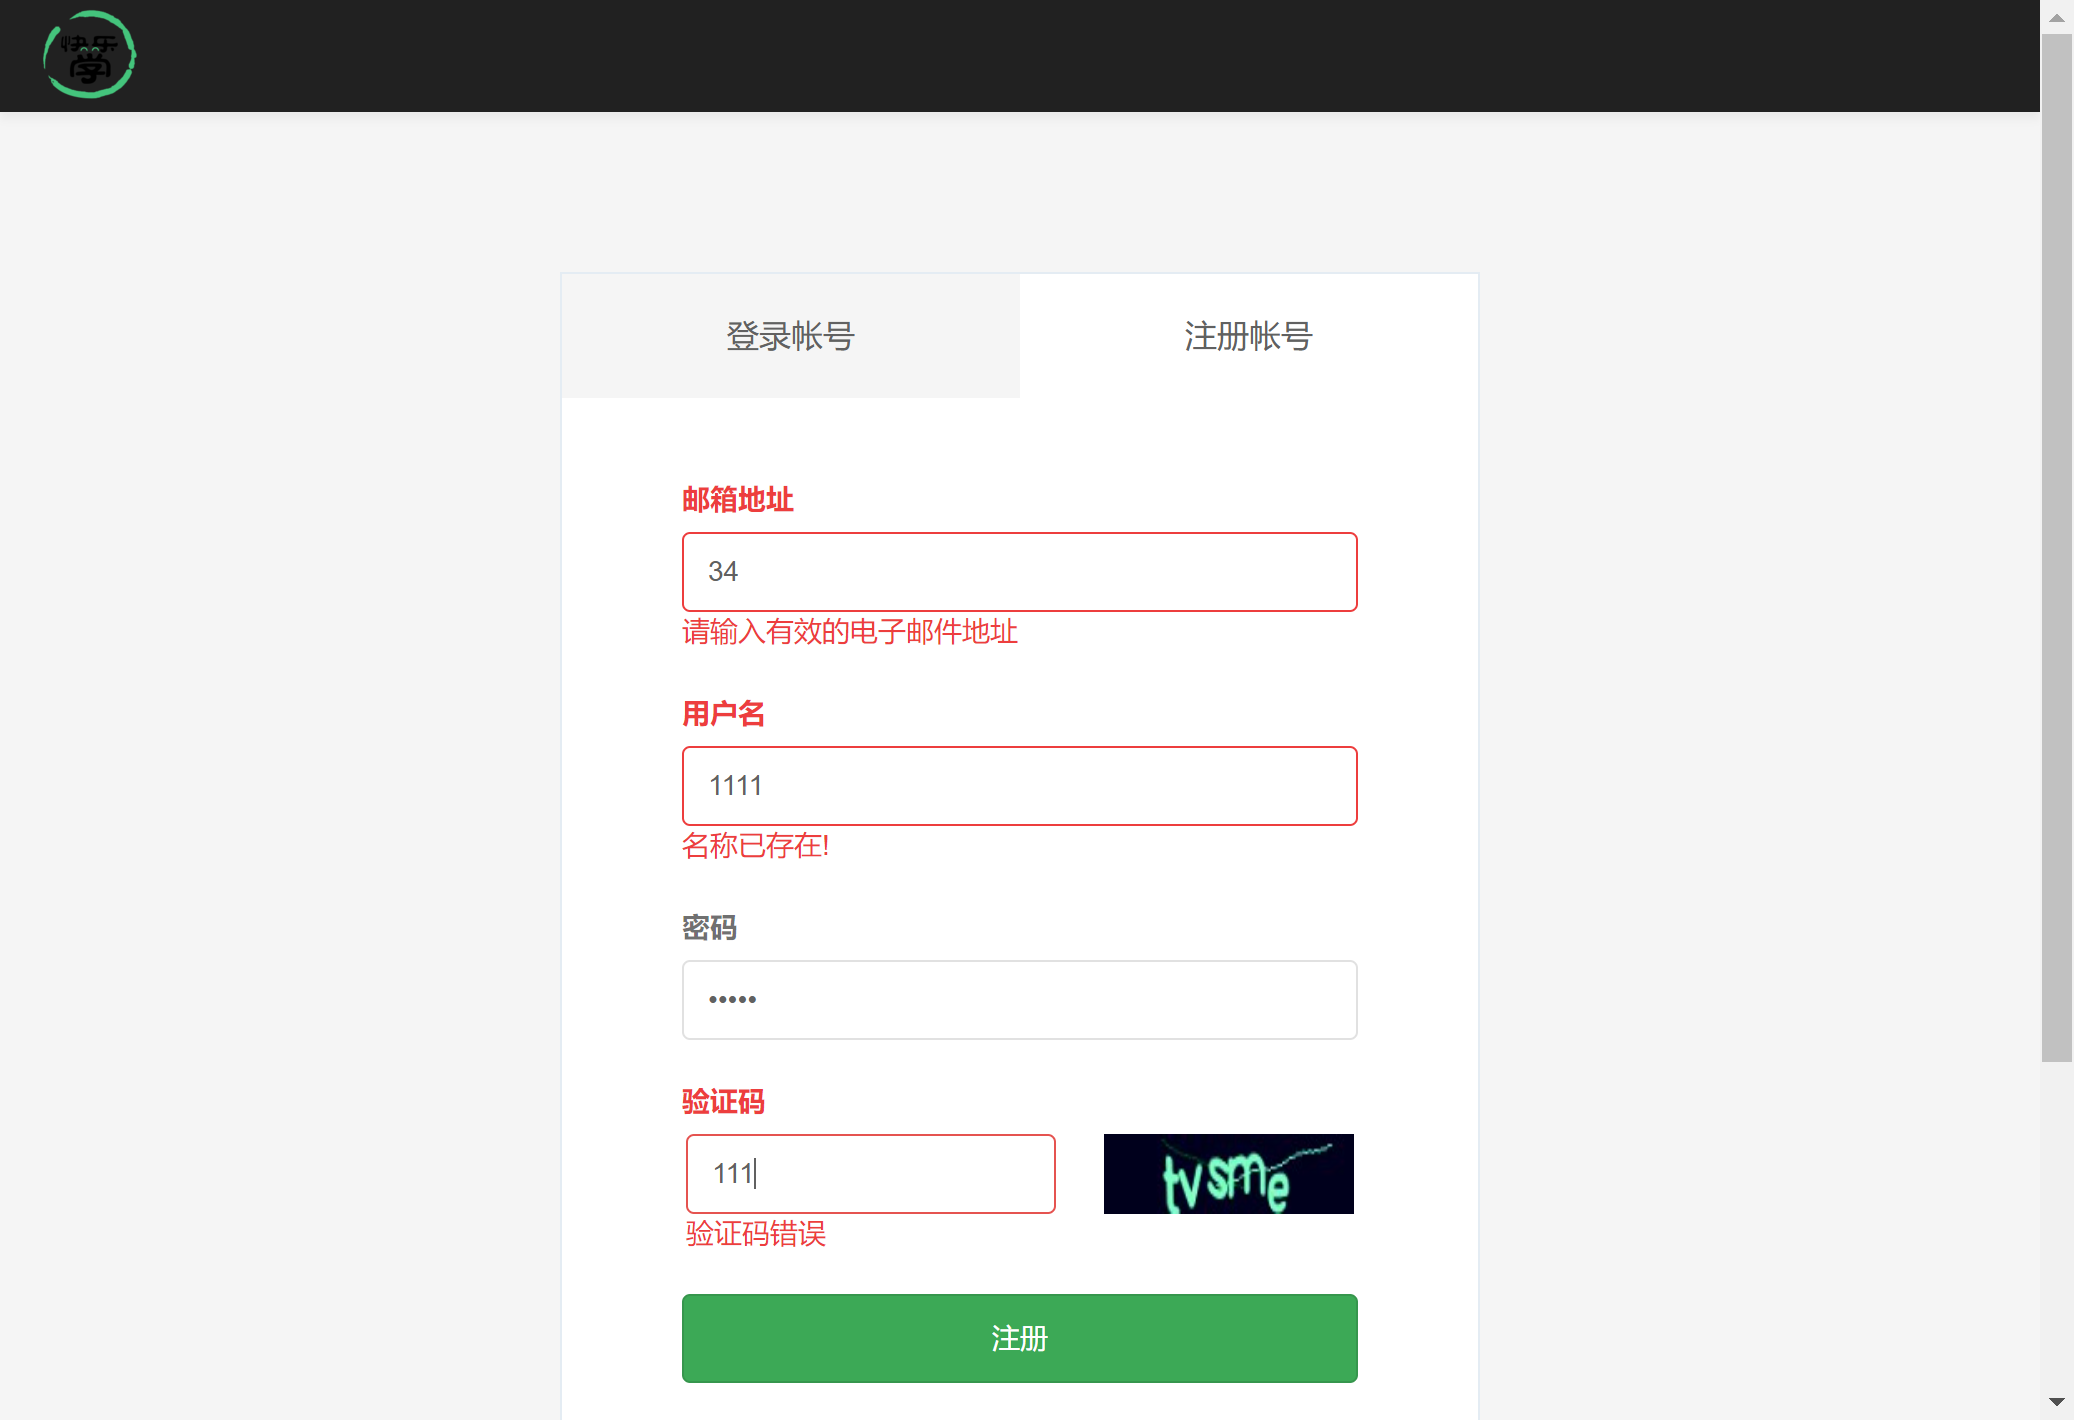 快乐
学
登录帐号
注册帐号
邮箱地址
34
请输入有效的电子邮件地址
用户名
1111
名称已存在!
密码
•••••
验证码
111
tvsme
验证码错误
注册